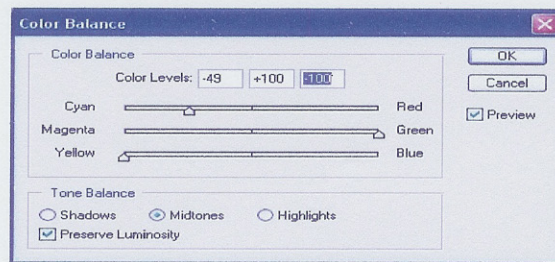 Color Balance
Color Balance
OK
Color Levels: -49 +100 -100
Cancel
Cyan Red
Preview
Magenta Green
Yellow Blue
Tone Balance
Shadows Midtones Highlights
Preserve Luminosity